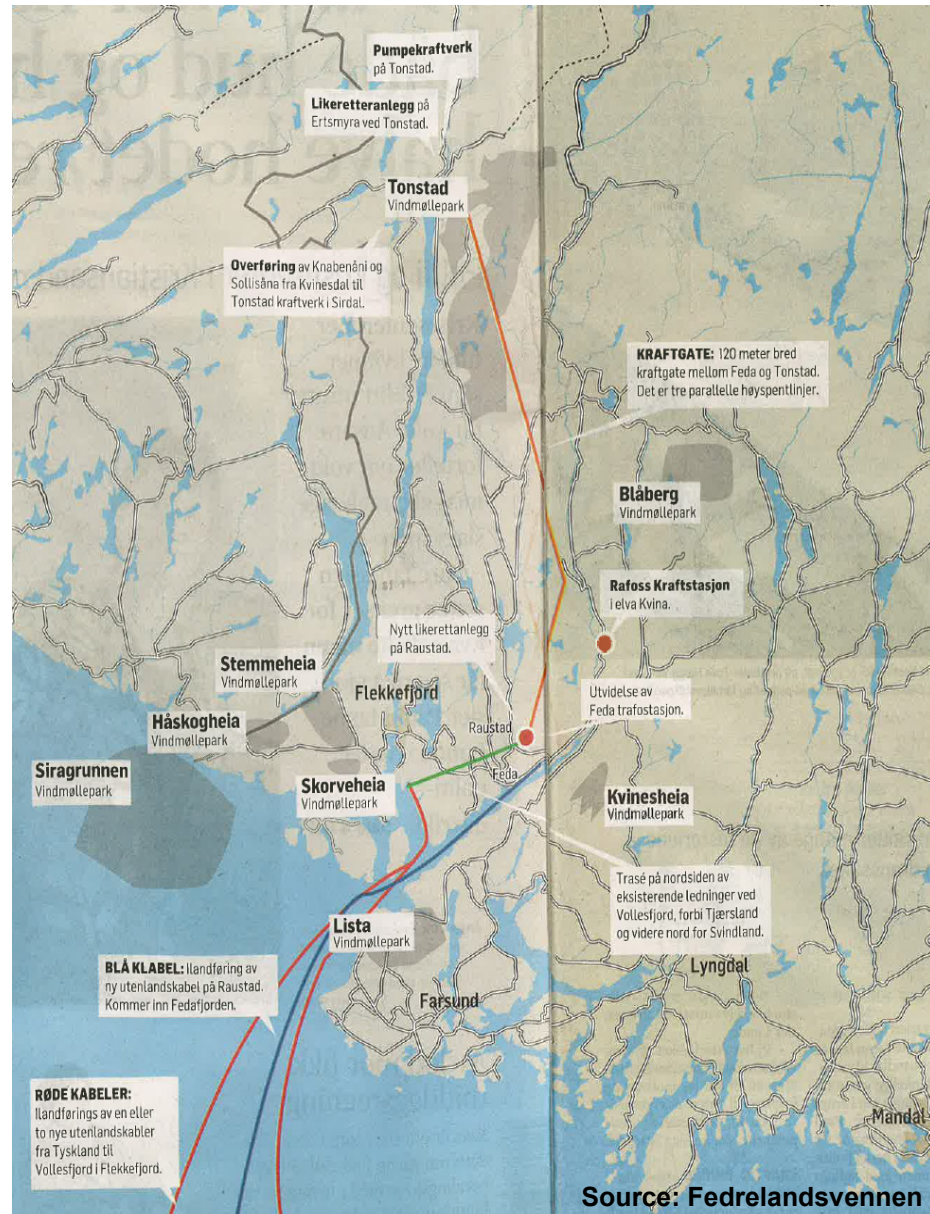 Pumpekraftverk
på Tonstad.
Likeretteranlegg på
Ertsmyra ved Tonstad.
Tonstad
Vindmøllepark
Overføring av Knabenåni og
Sollisåna fra Kvinesdal til
Tonstad kraftverk i Sirdal.
KRAFTGATE: 120 meter bred
kraftgate mellom Feda og Tonstad.
Det er tre parallelle høyspentlinjer.
Blåberg
Vindmøllepark
Rafoss Kraftstasjon
i elva Kvina.
Nytt likerettanlegg
på Raustad.
Stemmeheia
Vindmøllepark
Flekkefjord
Utvidelse av
Feda trafostasjon.
Håskogheia
Vindmøllepark
Raustad
Siragrunnen
Vindmøllepark
Feda
Skorveheia
Vindmøllepark
Kvinesheia
Vindmøllepark
Trasé på nordsiden av
eksisterende ledninger ved
Vollesfjord, forbi Tjærsland
og videre nord for Svindland.
Lista
Vindmøllepark
BLÅ KLABEL: Ilandføring av
ny utenlandskabel på Raustad.
Kommer inn Fedafjorden.
Lyngdal
Farsund
RØDE KABELER:
Ilandførings av en eller
to nye utenlandskabler
fra Tyskland til
Vollesfjord i Flekkefjord.
Mandal
Source: Fedrelandsvennen